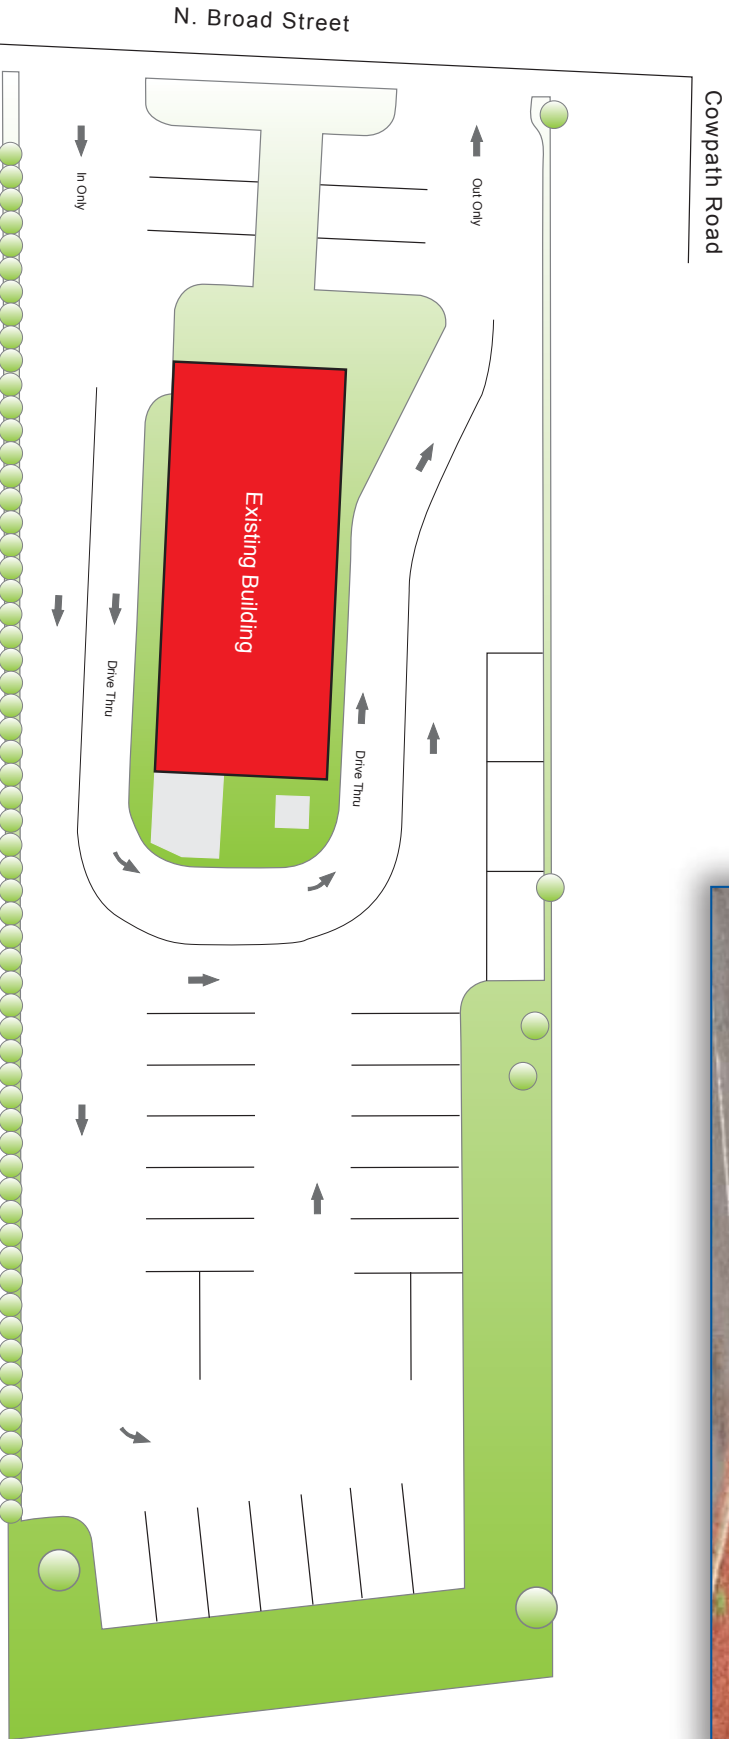 N. Broad Street
Cowpath Road
In Only
Out Only
Existing Building
Drive Thru
Drive Thru